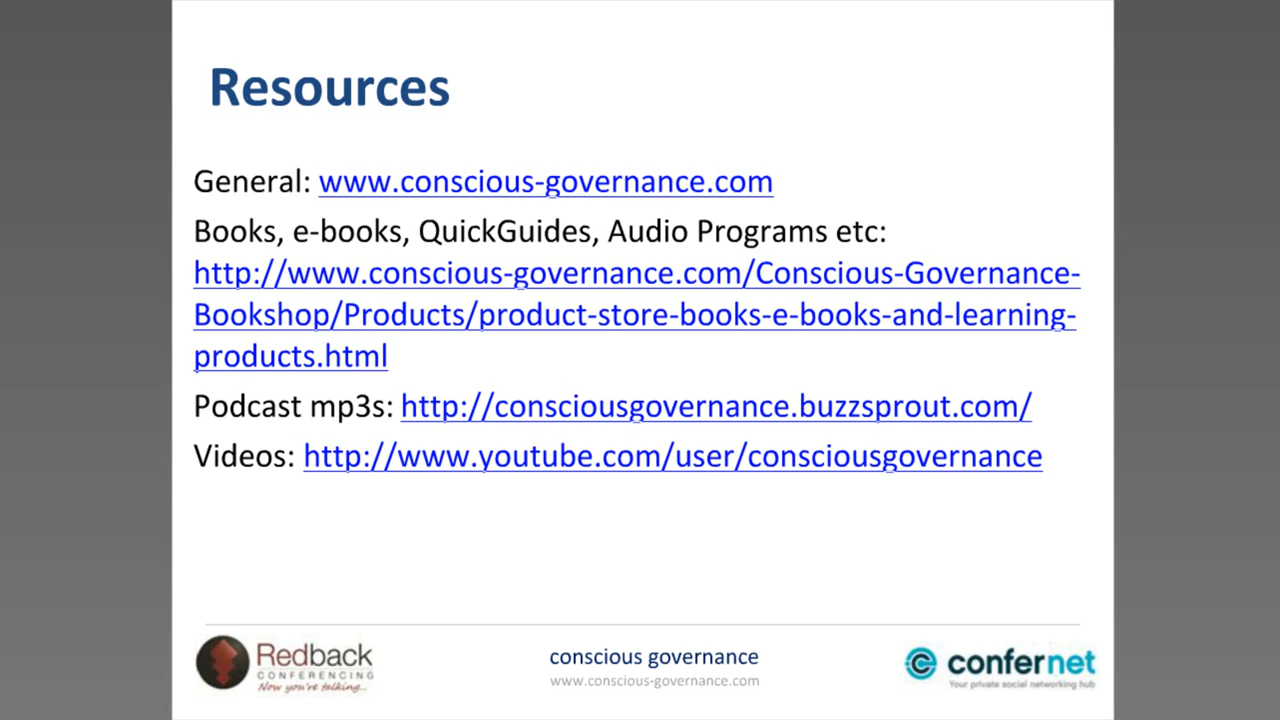 Resources
General: www.conscious-governance.com
Books, e-books, QuickGuides, Audio Programs etc:
http://www.conscious-governance.com/Conscious-Governance-
Bookshop/Products/product-store-books-e-books-and-learning-
products.html
Podcast mp3s: http://consciousgovernance.buzzsprout.com/
Videos: http://www.youtube.com/user/consciousgovernance
Redback
CONFERENCING
Now you're talking...
conscious governance
www.conscious-governance.com
confernet
Your private social networking hub